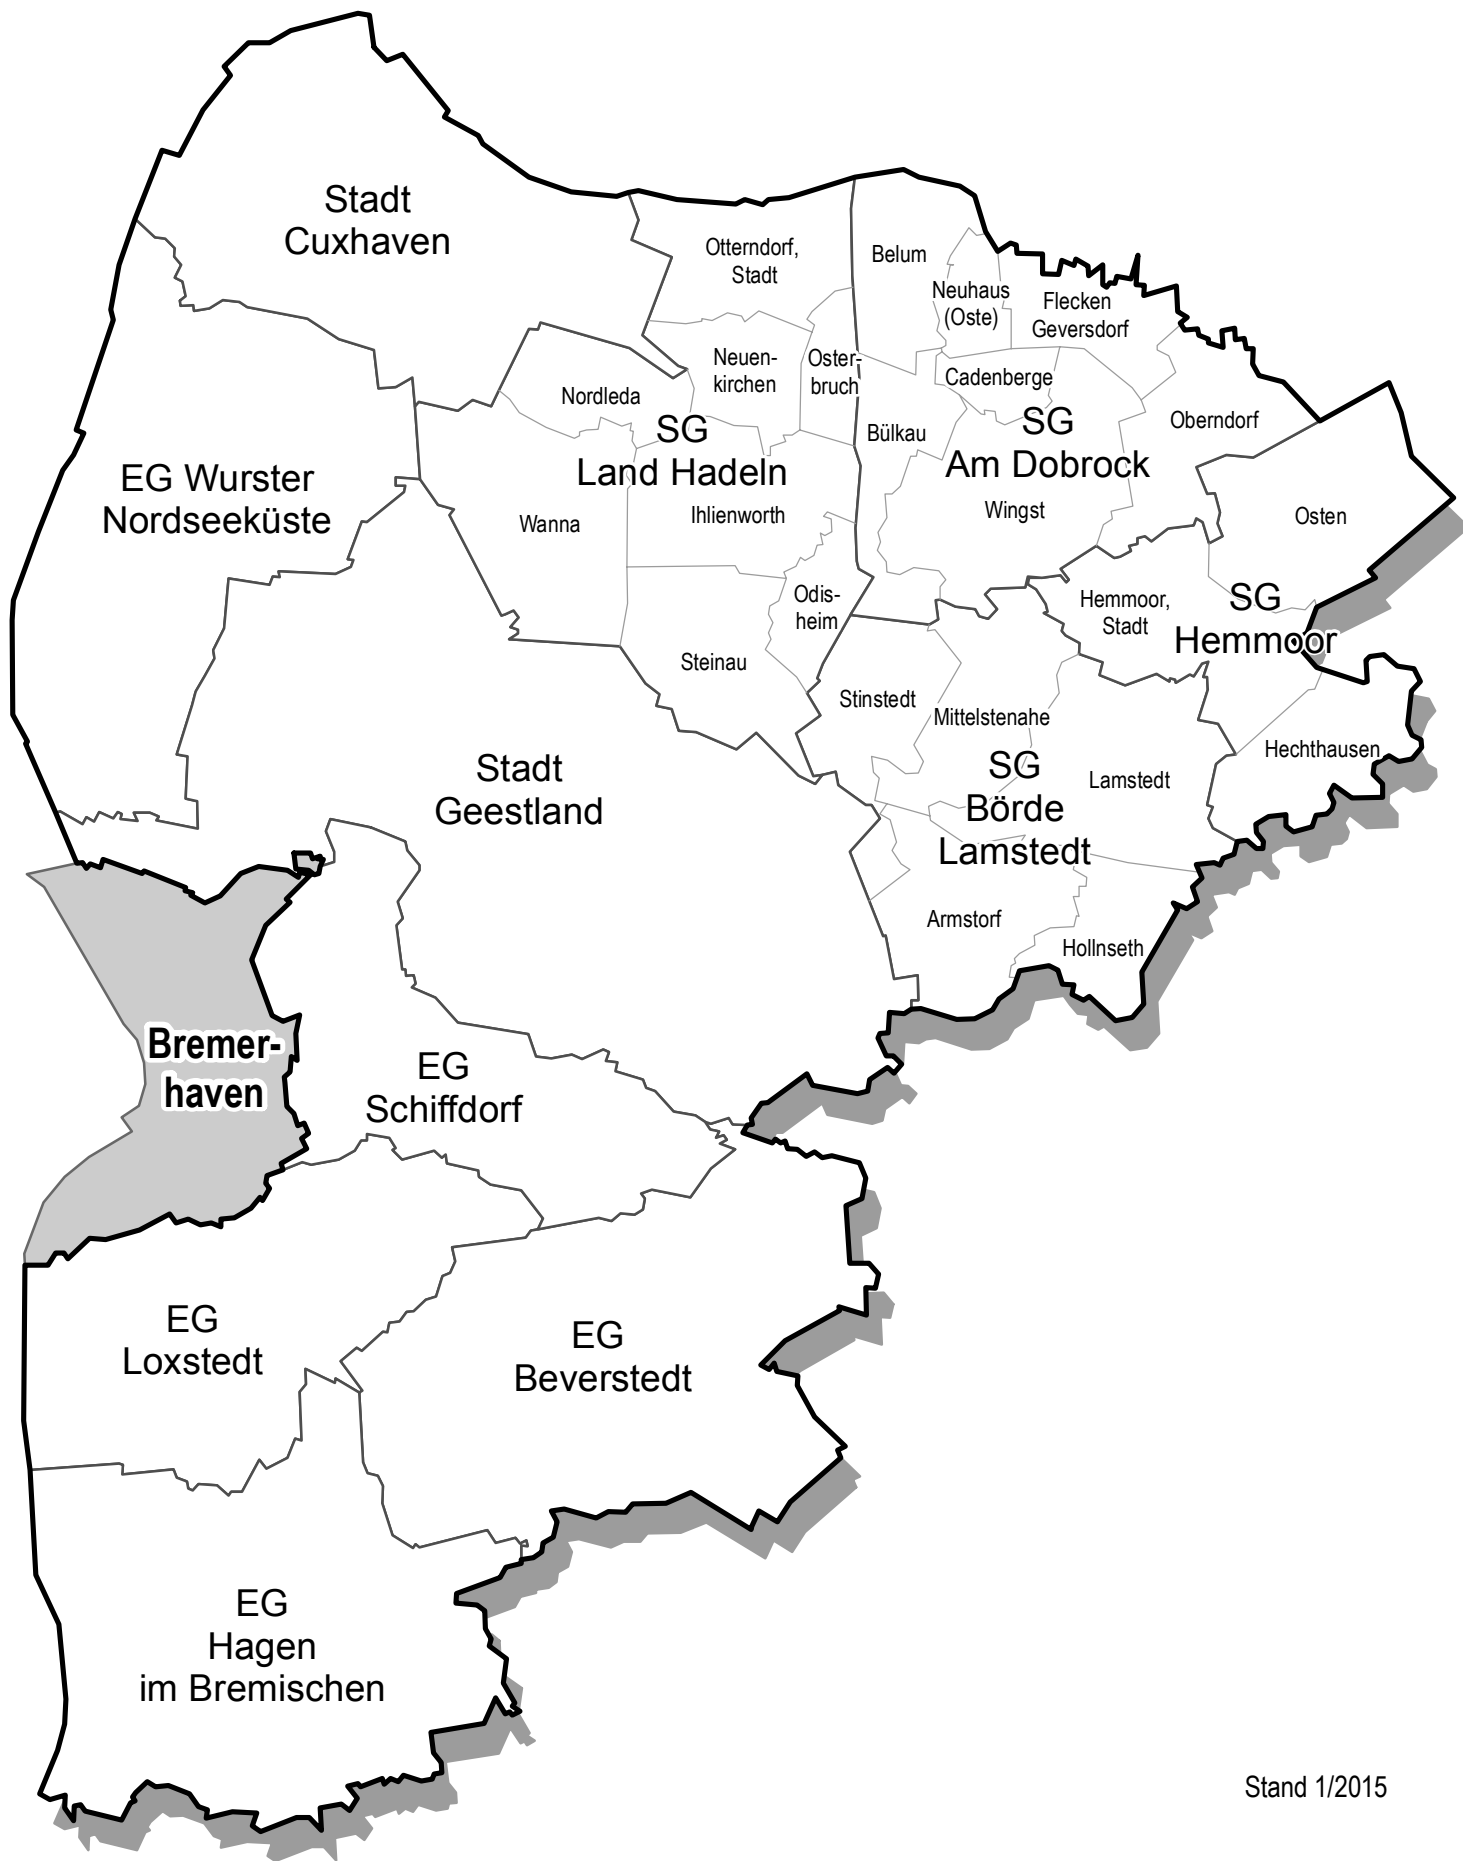 Stadt
Cuxhaven
Otterndorf,
Stadt
Belum
Neuhaus
(Oste)
Flecken
Geversdorf
Neuen-
kirchen
Oster-
bruch
Cadenberge
Nordleda
SG
Land Hadeln
Bülkau
SG
Am Dobrock
Oberndorf
EG Wurster
Nordseeküste
Wanna
Ihlienworth
Wingst
Osten
Odis-
heim
Hemmoor,
Stadt
SG
Hemmoor
Steinau
Stinstedt
Mittelstenahe
Hechthausen
Stadt
Geestland
SG
Börde
Lamstedt
Lamstedt
Armstorf
Hollnseth
Bremer-
haven
EG
Schiffdorf
EG
Loxstedt
EG
Beverstedt
EG
Hagen
im Bremischen
Stand 1/2015